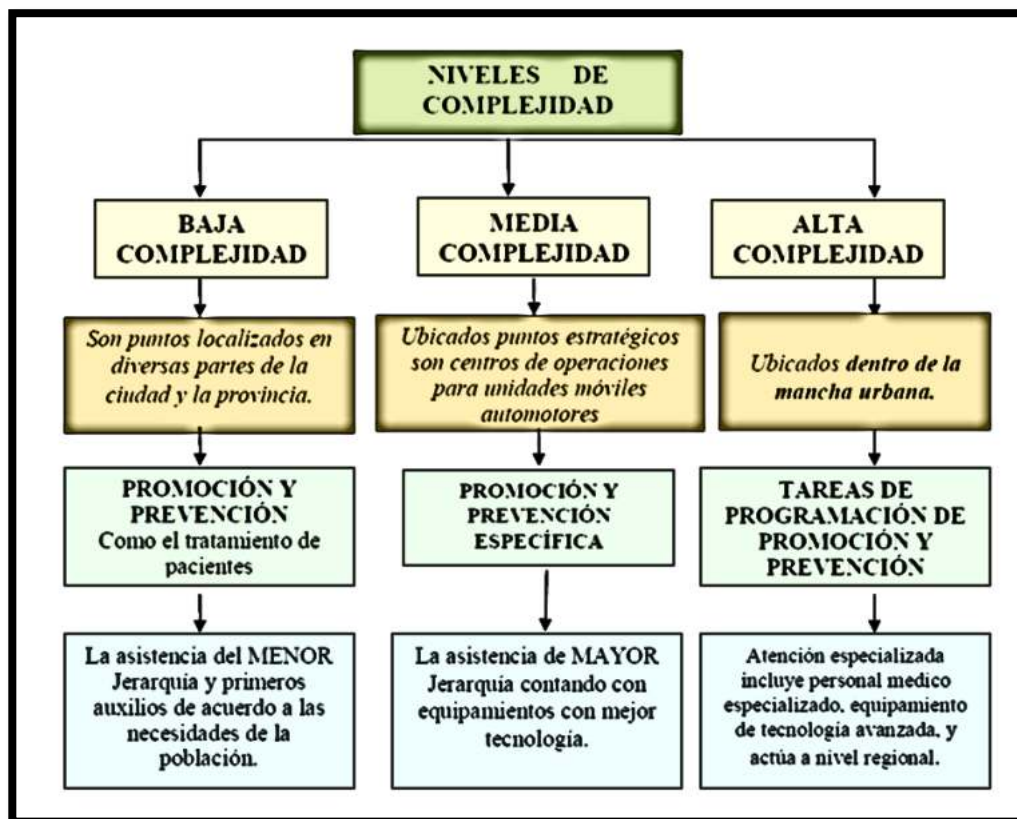 NIVELES DE
COMPLEJIDAD
BAJA
COMPLEJIDAD
Son puntos localizados en
diversas partes de la
ciudad y la provincia.
PROMOCIÓN Y
PREVENCIÓN
Como el tratamiento de
pacientes
La asistencia del MENOR
Jerarquía y primeros
auxilios de acuerdo a las
necesidades de la
población.
MEDIA
COMPLEJIDAD
Ubicados puntos estratégicos
son centros de operaciones
para unidades móviles
automotores
PROMOCIÓN Y
PREVENCIÓN
ESPECÍFICA
La asistencia de MAYOR
Jerarquía contando con
equipamientos con mejor
tecnología.
ALTA
COMPLEJIDAD
Ubicados dentro de la
mancha urbana.
TAREAS DE
PROGRAMACIÓN DE
PROMOCIÓN Y
PREVENCIÓN
Atención especializada
incluye personal medico
especializado, equipamiento
de tecnología avanzada, y
actúa a nivel regional.